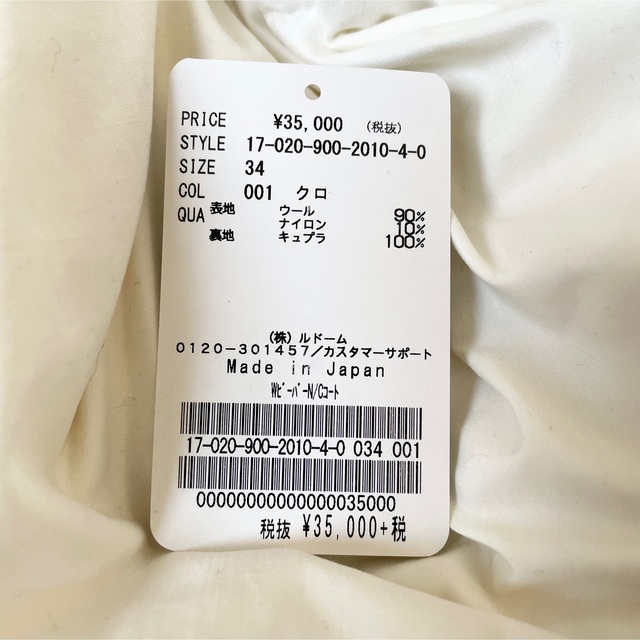 PRICE ¥35,000 (税抜)
STYLE 17-020-900-2010-4-0
SIZE 34
COL 001 クロ
QUA 表地 ウール 90%
ナイロン 10%
裏地 キュプラ 100%
(株) ルドーム
0120-301457/カスタマーサポート
Made in Japan
WﾋﾞｰﾊﾞｰN/Cコート
17-020-900-2010-4-0 034 001
00000000000000035000
税抜 ¥35,000+税